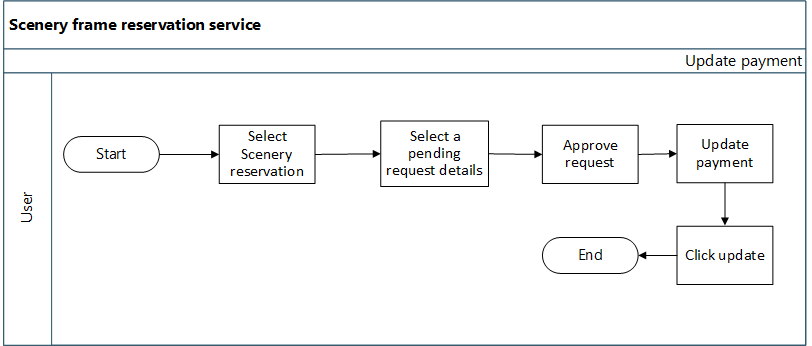 Scenery frame reservation service
Update payment
User
Start
Select
Scenery
reservation
Select a
pending
request details
Approve
request
Update
payment
End
Click update